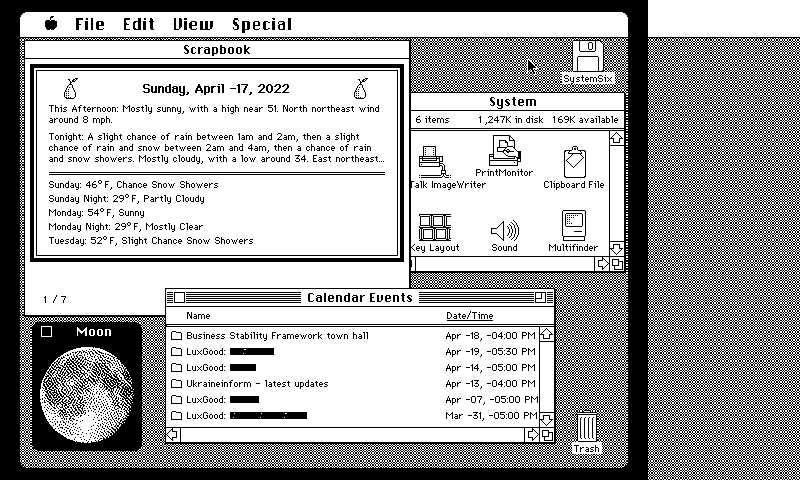 File Edit View Special
Scrapbook
Sunday, April -17, 2022
This Afternoon: Mostly sunny, with a high near 51. North northeast wind
around 8 mph.
Tonight: A slight chance of rain between 1am and 2am, then a slight
chance of rain and snow between 2am and 4am, then a chance of rain
and snow showers. Mostly cloudy, with a low around 34. East northeast...
Sunday: 46°F, Chance Snow Showers
Sunday Night: 29°F, Partly Cloudy
Monday: 54°F, Sunny
Monday Night: 29°F, Mostly Clear
Tuesday: 52°F, Slight Chance Snow Showers
1 / 7
SystemSix
System
6 items 1,247K in disk 169K available
Talk ImageWriter
PrintMonitor
Clipboard File
Key Layout
Sound
Multifinder
Moon
Calendar Events
Name Date/Time
Business Stability Framework town hall Apr -18, -04:00 PM
LuxGood: Apr -19, -05:30 PM
LuxGood: Apr -14, -05:00 PM
Ukraineinform - latest updates Apr -13, -04:00 PM
LuxGood: Apr -07, -05:00 PM
LuxGood: Mar -31, -05:00 PM
Trash